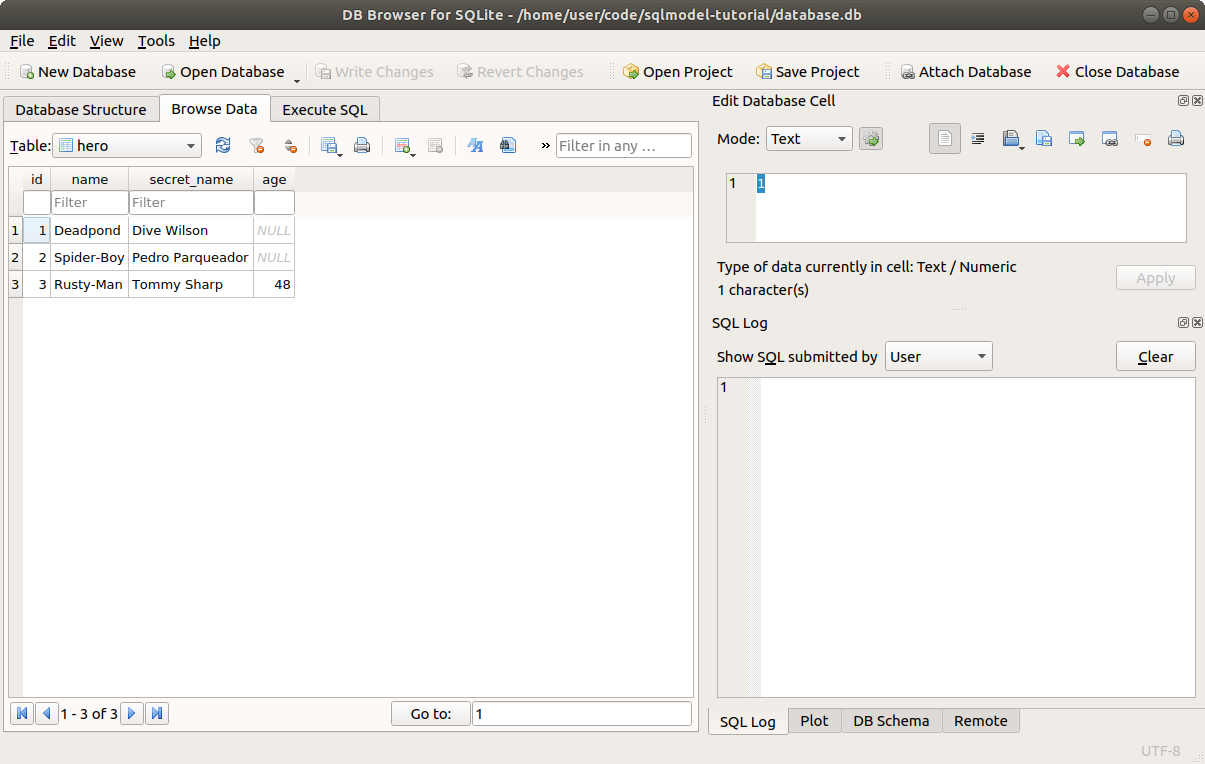 DB Browser for SQLite - /home/user/code/sqlmodel-tutorial/database.db
File Edit View Tools Help
New Database Open Database Write Changes Revert Changes Open Project Save Project Attach Database Close Database
Database Structure Browse Data Execute SQL
Table: hero » Filter in any ...
id name secret_name age
Filter Filter
1 1 Deadpond Dive Wilson NULL
2 2 Spider-Boy Pedro Parqueador NULL
3 3 Rusty-Man Tommy Sharp 48
1 - 3 of 3 Go to: 1
Edit Database Cell
Mode: Text
1 1
Type of data currently in cell: Text / Numeric
1 character(s)
Apply
SQL Log
Show SQL submitted by User Clear
1
SQL Log Plot DB Schema Remote
UTF-8